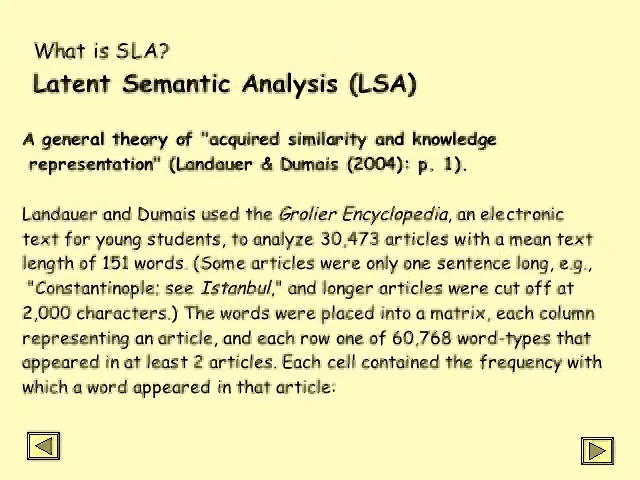 What is SLA?
Latent Semantic Analysis (LSA)
A general theory of "acquired similarity and knowledge
representation" (Landauer & Dumais (2004): p. 1).
Landauer and Dumais used the Grolier Encyclopedia, an electronic
text for young students, to analyze 30,473 articles with a mean text
length of 151 words. (Some articles were only one sentence long, e.g.,
"Constantinople; see Istanbul," and longer articles were cut off at
2,000 characters.) The words were placed into a matrix, each column
representing an article, and each row one of 60,768 word-types that
appeared in at least 2 articles. Each cell contained the frequency with
which a word appeared in that article: